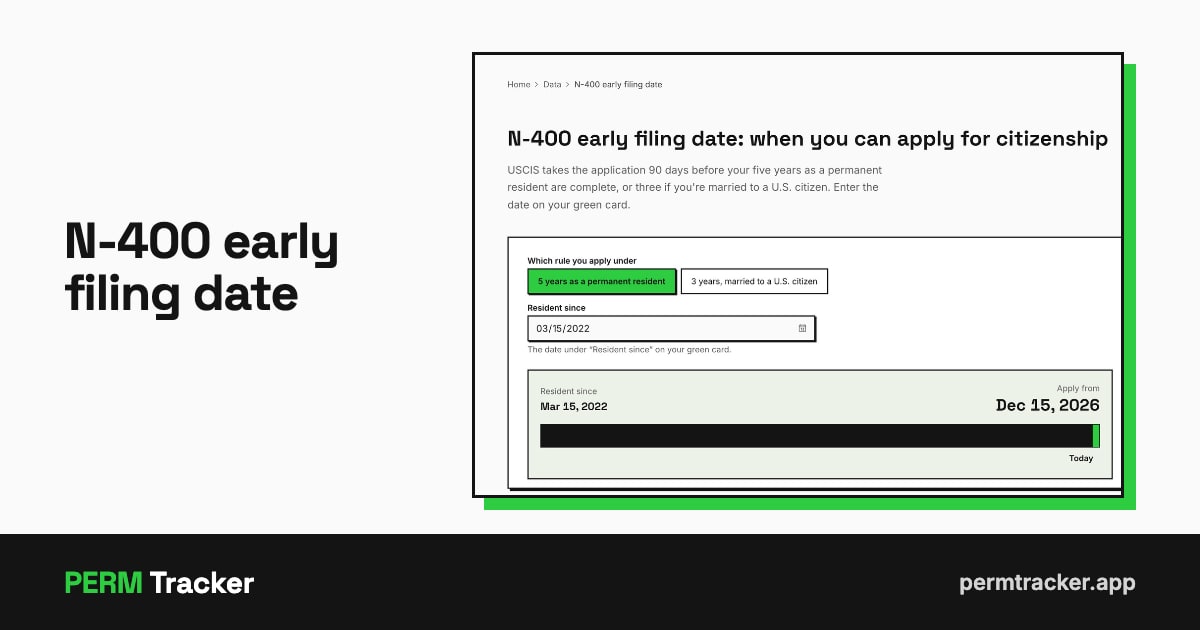 N-400 early
filing date
Home > Data > N-400 early filing date
N-400 early filing date: when you can apply for citizenship
USCIS takes the application 90 days before your five years as a permanent
resident are complete, or three if you're married to a U.S. citizen. Enter the
date on your green card.
Which rule you apply under
5 years as a permanent resident
3 years, married to a U.S. citizen
Resident since
03/15/2022
The date under "Resident since" on your green card.
Resident since
Mar 15, 2022
Apply from
Dec 15, 2026
Today
PERM Tracker
permtracker.app